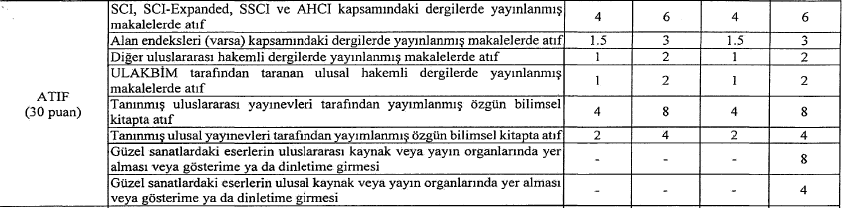 SCI, SCI-Expanded, SSCI ve AHCI kapsamındaki dergilerde yayınlanmış
makalelerde atıf 4 6 4 6
Alan endeksleri (varsa) kapsamındaki dergilerde yayınlanmış makalelerde atıf 1.5 3 1.5 3
Diğer uluslararası hakemli dergilerde yayınlanmış makalelerde atıf 1 2 1 2
ULAKBİM tarafından taranan ulusal hakemli dergilerde yayınlanmış
makalelerde atıf 1 2 1 2
ATIF
(30 puan)
Tanınmış uluslararası yayınevleri tarafından yayımlanmış özgün bilimsel
kitapta atıf 4 8 4 8
Tanınmış ulusal yayınevleri tarafından yayımlanmış özgün bilimsel kitapta atıf 2 4 2 4
Güzel sanatlardaki eserlerin uluslararası kaynak veya yayın organlarında yer
alması veya gösterime ya da dinletime girmesi - - - 8
Güzel sanatlardaki eserlerin ulusal kaynak veya yayın organlarında yer alması
veya gösterime ya da dinletime girmesi - - - 4